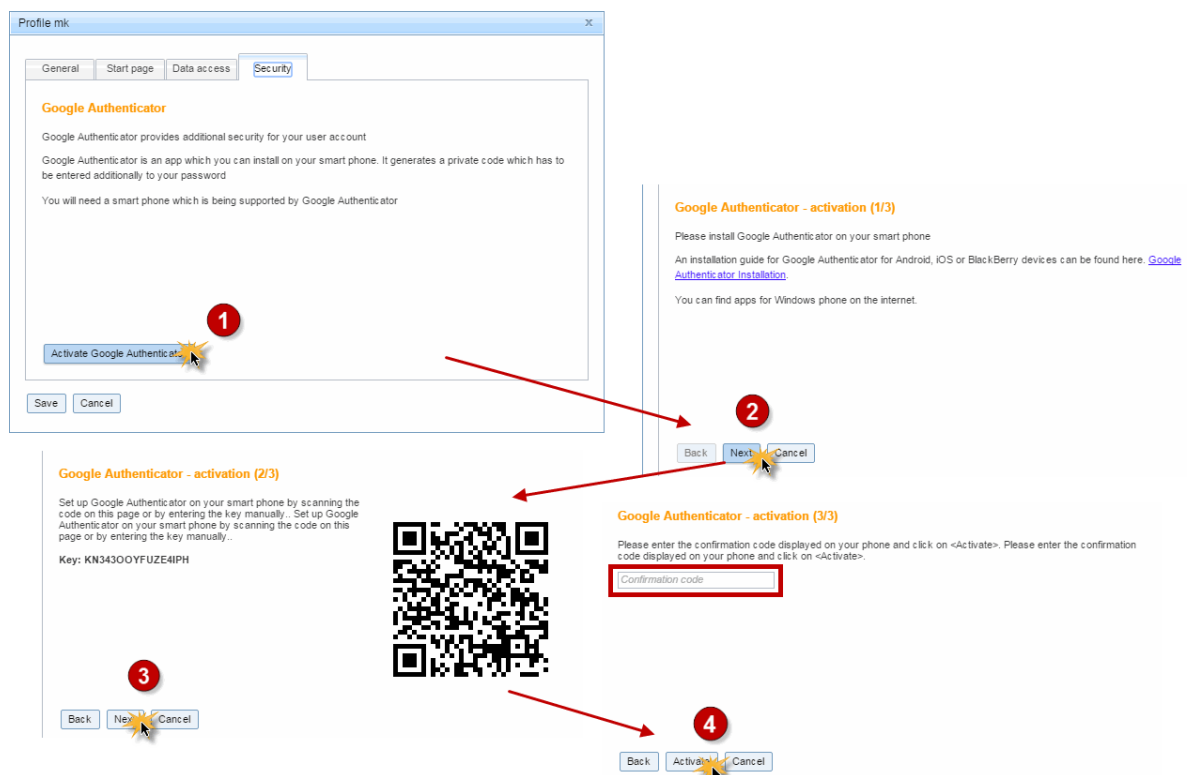 Profile mk
x
General
Start page
Data access
Security
Google Authenticator
Google Authenticator provides additional security for your user account
Google Authenticator is an app which you can install on your smart phone. It generates a private code which has to
be entered additionally to your password
You will need a smart phone which is being supported by Google Authenticator
1
Activate Google Authenticat
Save
Cancel
Google Authenticator - activation (1/3)
Please install Google Authenticator on your smart phone
An installation guide for Google Authenticator for Android, iOS or BlackBerry devices can be found here. Google
Authenticator Installation.
You can find apps for Windows phone on the internet.
2
Back
Next
Cancel
Google Authenticator - activation (2/3)
Set up Google Authenticator on your smart phone by scanning the
code on this page or by entering the key manually.. Set up Google
Authenticator on your smart phone by scanning the code on this
page or by entering the key manually..
Key: KN343OOYFUZE4IPH
3
Back
Nex
Cancel
Google Authenticator - activation (3/3)
Please enter the confirmation code displayed on your phone and click on <Activate>. Please enter the confirmation
code displayed on your phone and click on <Activate>.
Confirmation code
4
Back
Activate
Cancel